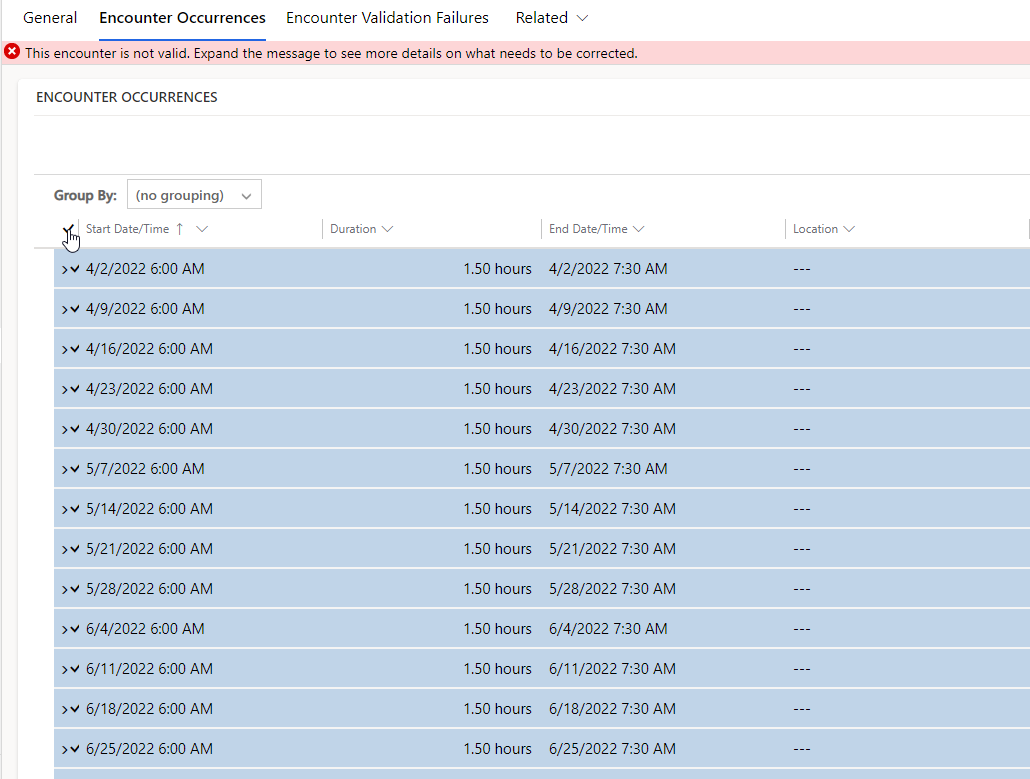 General Encounter Occurrences Encounter Validation Failures Related
This encounter is not valid. Expand the message to see more details on what needs to be corrected.
ENCOUNTER OCCURRENCES
Group By: (no grouping)
Start Date/Time ↑ Duration End Date/Time Location
4/2/2022 6:00 AM 1.50 hours 4/2/2022 7:30 AM ---
4/9/2022 6:00 AM 1.50 hours 4/9/2022 7:30 AM ---
4/16/2022 6:00 AM 1.50 hours 4/16/2022 7:30 AM ---
4/23/2022 6:00 AM 1.50 hours 4/23/2022 7:30 AM ---
4/30/2022 6:00 AM 1.50 hours 4/30/2022 7:30 AM ---
5/7/2022 6:00 AM 1.50 hours 5/7/2022 7:30 AM ---
5/14/2022 6:00 AM 1.50 hours 5/14/2022 7:30 AM ---
5/21/2022 6:00 AM 1.50 hours 5/21/2022 7:30 AM ---
5/28/2022 6:00 AM 1.50 hours 5/28/2022 7:30 AM ---
6/4/2022 6:00 AM 1.50 hours 6/4/2022 7:30 AM ---
6/11/2022 6:00 AM 1.50 hours 6/11/2022 7:30 AM ---
6/18/2022 6:00 AM 1.50 hours 6/18/2022 7:30 AM ---
6/25/2022 6:00 AM 1.50 hours 6/25/2022 7:30 AM ---